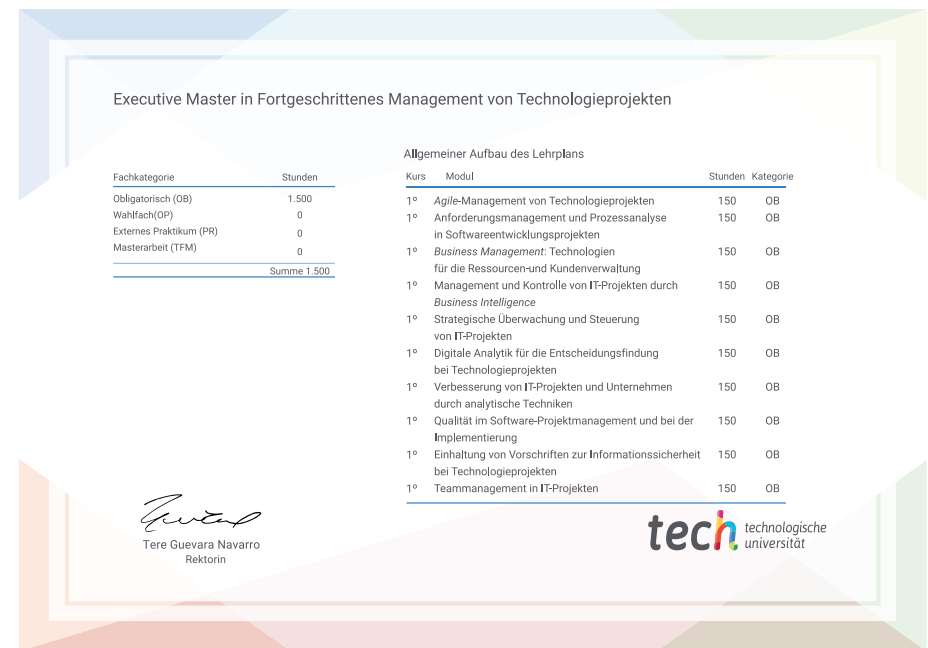 Executive Master in Fortgeschrittenes Management von Technologieprojekten
Fachkategorie Stunden
Obligatorisch (OB) 1.500
Wahlfach(OP) 0
Externes Praktikum (PR) 0
Masterarbeit (TFM) 0
Summe 1.500
Allgemeiner Aufbau des Lehrplans
Kurs Modul Stunden Kategorie
1º Agile-Management von Technologieprojekten 150 OB
1º Anforderungsmanagement und Prozessanalyse 150 OB
in Softwareentwicklungsprojekten
1º Business Management: Technologien 150 OB
für die Ressourcen-und Kundenverwaltung
1º Management und Kontrolle von IT-Projekten durch 150 OB
Business Intelligence
1º Strategische Überwachung und Steuerung 150 OB
von IT-Projekten
1º Digitale Analytik für die Entscheidungsfindung 150 OB
bei Technologieprojekten
1º Verbesserung von IT-Projekten und Unternehmen 150 OB
durch analytische Techniken
1º Qualität im Software-Projektmanagement und bei der 150 OB
Implementierung
1º Einhaltung von Vorschriften zur Informationssicherheit 150 OB
bei Technologieprojekten
1º Teammanagement in IT-Projekten 150 OB
Tere Guevara Navarro
Rektorin
tech technologische
universität